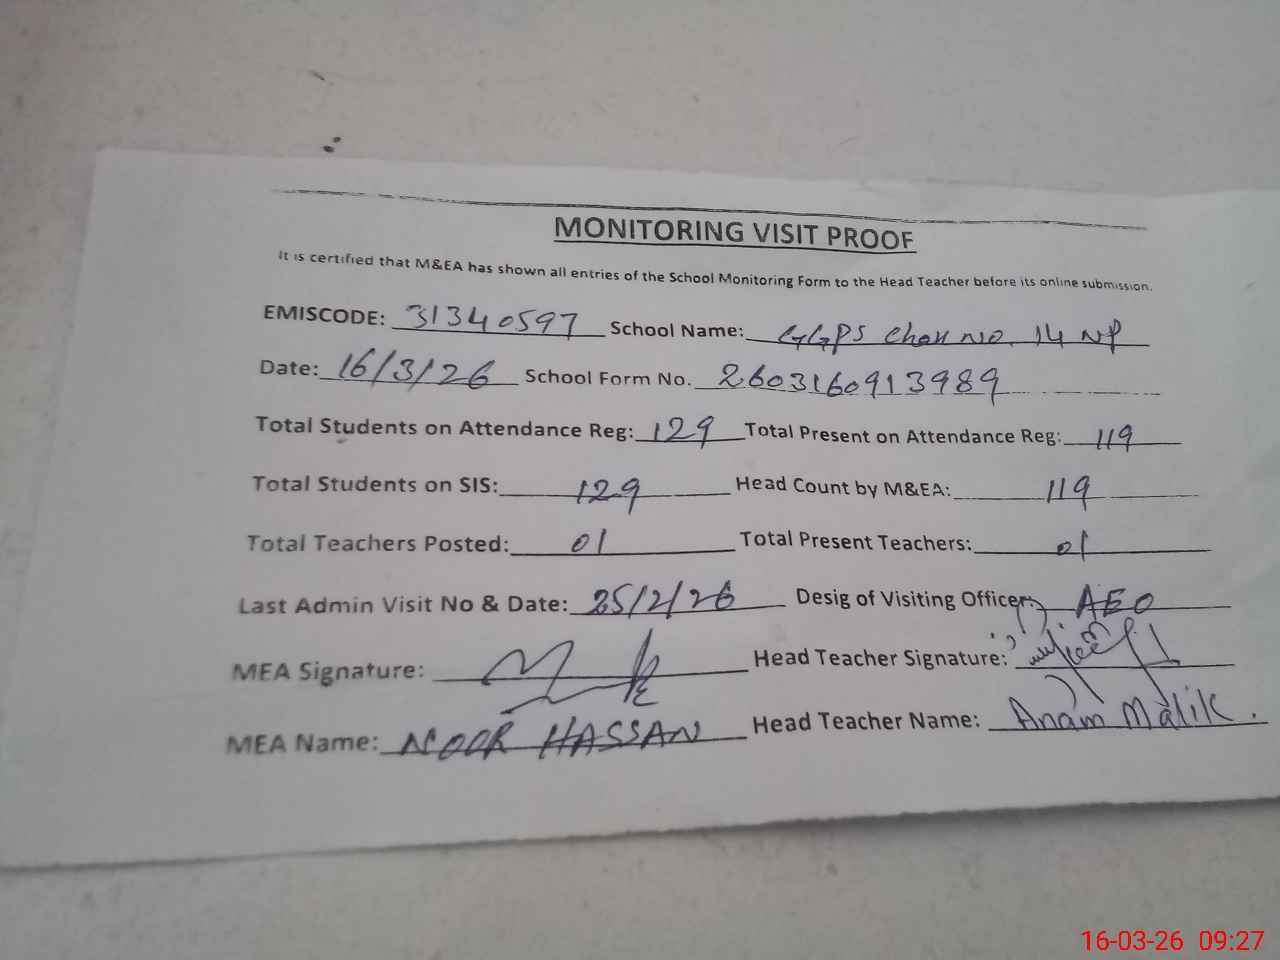 MONITORING VISIT PROOF
It is certified that M&EA has shown all entries of the School Monitoring Form to the Head Teacher before its online submission.
EMISCODE: 31340597 School Name: GGPS Chak no. 14 NP
Date: 16/3/26 School Form No. 2603160913989
Total Students on Attendance Reg: 129 Total Present on Attendance Reg: 119
Total Students on SIS: 129 Head Count by M&EA: 119
Total Teachers Posted: 01 Total Present Teachers: 01
Last Admin Visit No & Date: 25/2/26 Desig of Visiting Officer: AEO
MEA Signature: Head Teacher Signature:
MEA Name: NOOR HASSAN Head Teacher Name: Anam Malik.
16-03-26 09:27